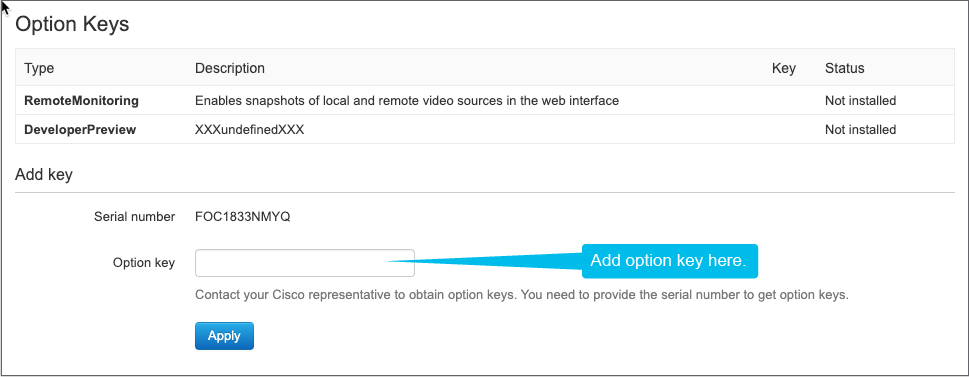 Option Keys
Type Description Key Status
RemoteMonitoring Enables snapshots of local and remote video sources in the web interface Not installed
DeveloperPreview XXXundefinedXXX Not installed
Add key
Serial number FOC1833NMYQ
Option key Add option key here.
Contact your Cisco representative to obtain option keys. You need to provide the serial number to get option keys.
Apply